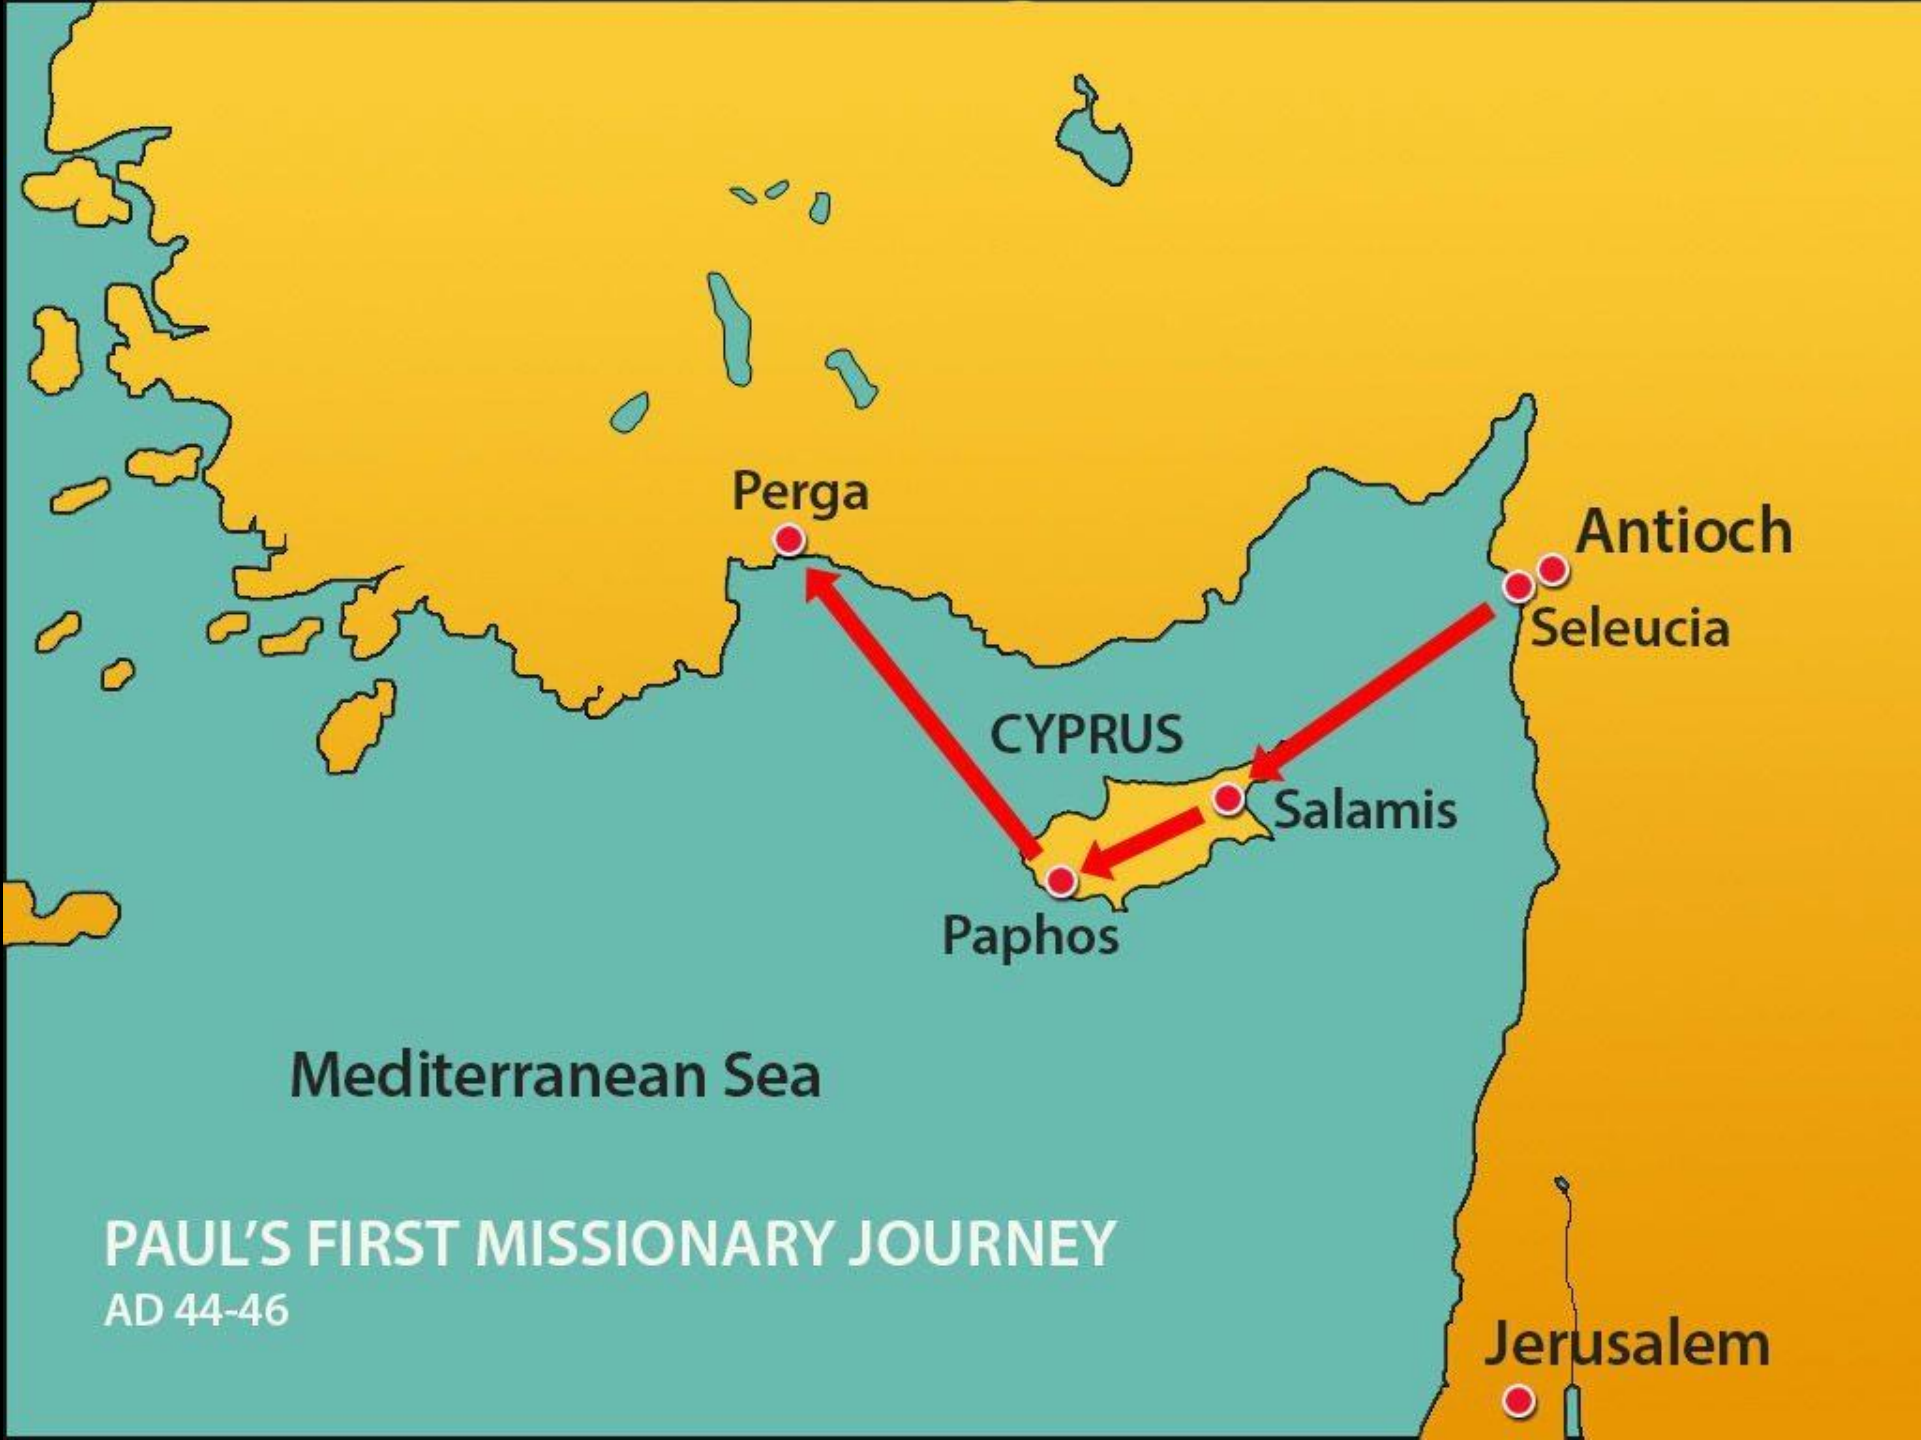 Perga
Antioch
Seleucia
CYPRUS
Salamis
Paphos
Mediterranean Sea
PAUL’S FIRST MISSIONARY JOURNEY
AD 44-46
Jerusalem